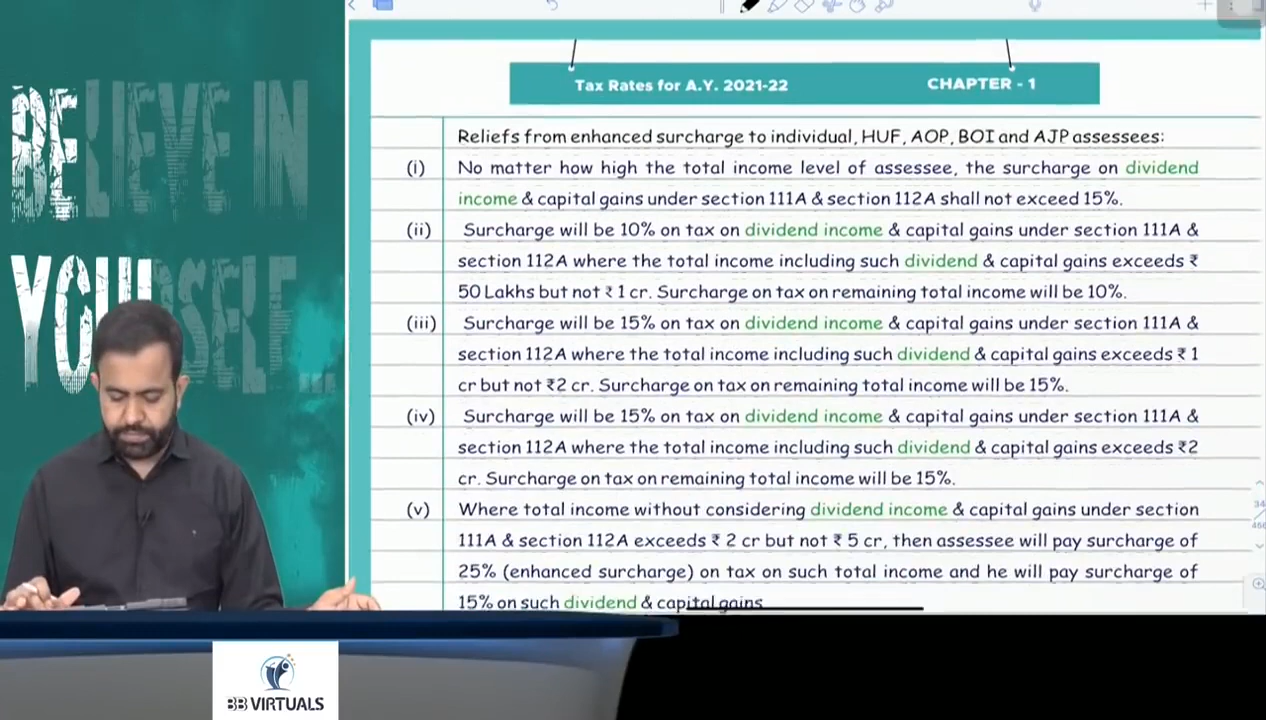 BELIEVE IN
YOURSELF...
Tax Rates for A.Y. 2021-22
CHAPTER - 1
Reliefs from enhanced surcharge to individual, HUF, AOP, BOI and AJP assessees:
(i) No matter how high the total income level of assessee, the surcharge on dividend
income & capital gains under section 111A & section 112A shall not exceed 15%.
(ii) Surcharge will be 10% on tax on dividend income & capital gains under section 111A &
section 112A where the total income including such dividend & capital gains exceeds ₹
50 Lakhs but not ₹ 1 cr. Surcharge on tax on remaining total income will be 10%.
(iii) Surcharge will be 15% on tax on dividend income & capital gains under section 111A &
section 112A where the total income including such dividend & capital gains exceeds ₹ 1
cr but not ₹2 cr. Surcharge on tax on remaining total income will be 15%.
(iv) Surcharge will be 15% on tax on dividend income & capital gains under section 111A &
section 112A where the total income including such dividend & capital gains exceeds ₹2
cr. Surcharge on tax on remaining total income will be 15%.
(v) Where total income without considering dividend income & capital gains under section
111A & section 112A exceeds ₹ 2 cr but not ₹ 5 cr, then assessee will pay surcharge of
25% (enhanced surcharge) on tax on such total income and he will pay surcharge of
15% on such dividend & capital gains
BB VIRTUALS